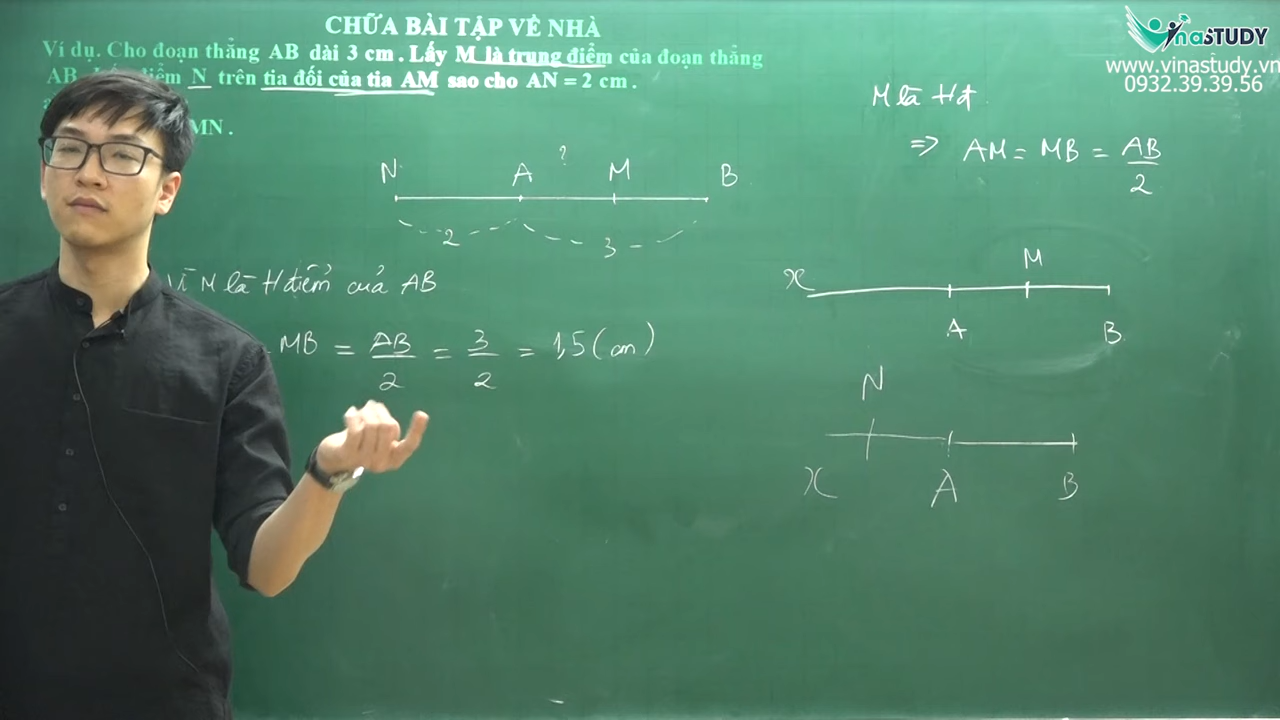 CHỮA BÀI TẬP VỀ NHÀ
Ví dụ. Cho đoạn thẳng AB dài 3 cm . Lấy M là trung điểm của đoạn thẳng
AB N trên tia đối của tia AM sao cho AN = 2 cm .
MN .
VinaSTUDY
www.vinastudy.vn
0932.39.39.56
M là tđ
=> AM = MB = AB/2
N A ? M B
2 3
M là tđiểm của AB
MB = AB/2 = 3/2 = 1,5 (cm)
M
x A B
N
x A B